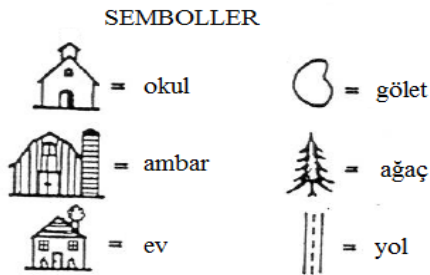 SEMBOLLER
= okul
= gölet
= ambar
= ağaç
= ev
= yol